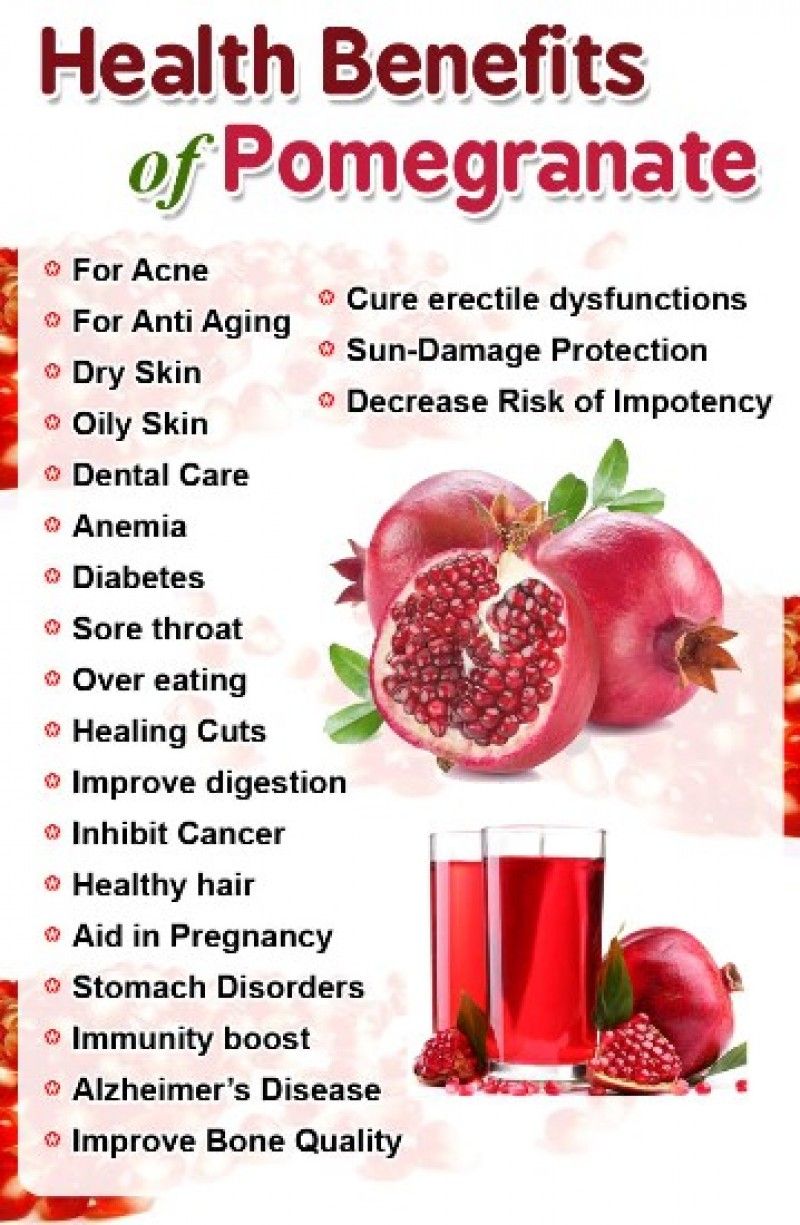 Health Benefits
of Pomegranate
For Acne
For Anti Aging
Dry Skin
Oily Skin
Dental Care
Anemia
Diabetes
Sore throat
Over eating
Healing Cuts
Improve digestion
Inhibit Cancer
Healthy hair
Aid in Pregnancy
Stomach Disorders
Immunity boost
Alzheimer’s Disease
Improve Bone Quality
Cure erectile dysfunctions
Sun-Damage Protection
Decrease Risk of Impotency